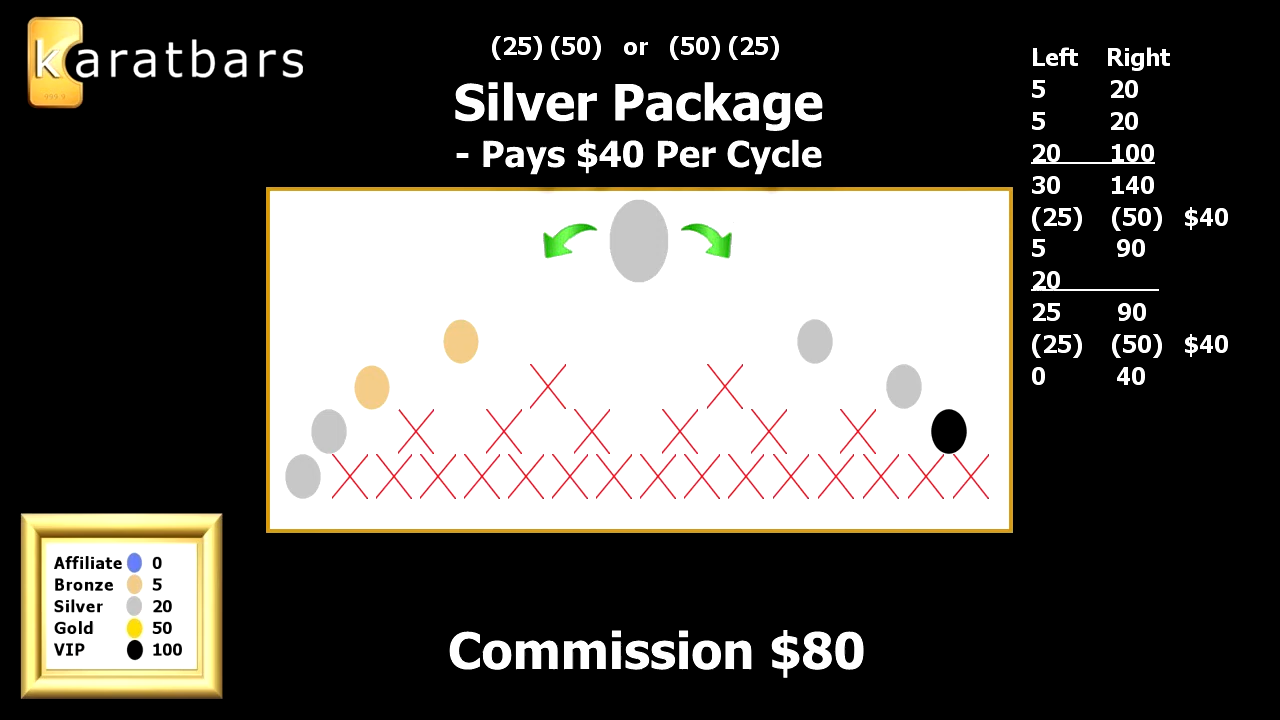 karatbars
999.9
(25) (50) or (50) (25)
Silver Package
- Pays $40 Per Cycle
Left Right
5 20
5 20
20 100
30 140
(25) (50) $40
5 90
20
25 90
(25) (50) $40
0 40
Affiliate 0
Bronze 5
Silver 20
Gold 50
VIP 100
Commission $80